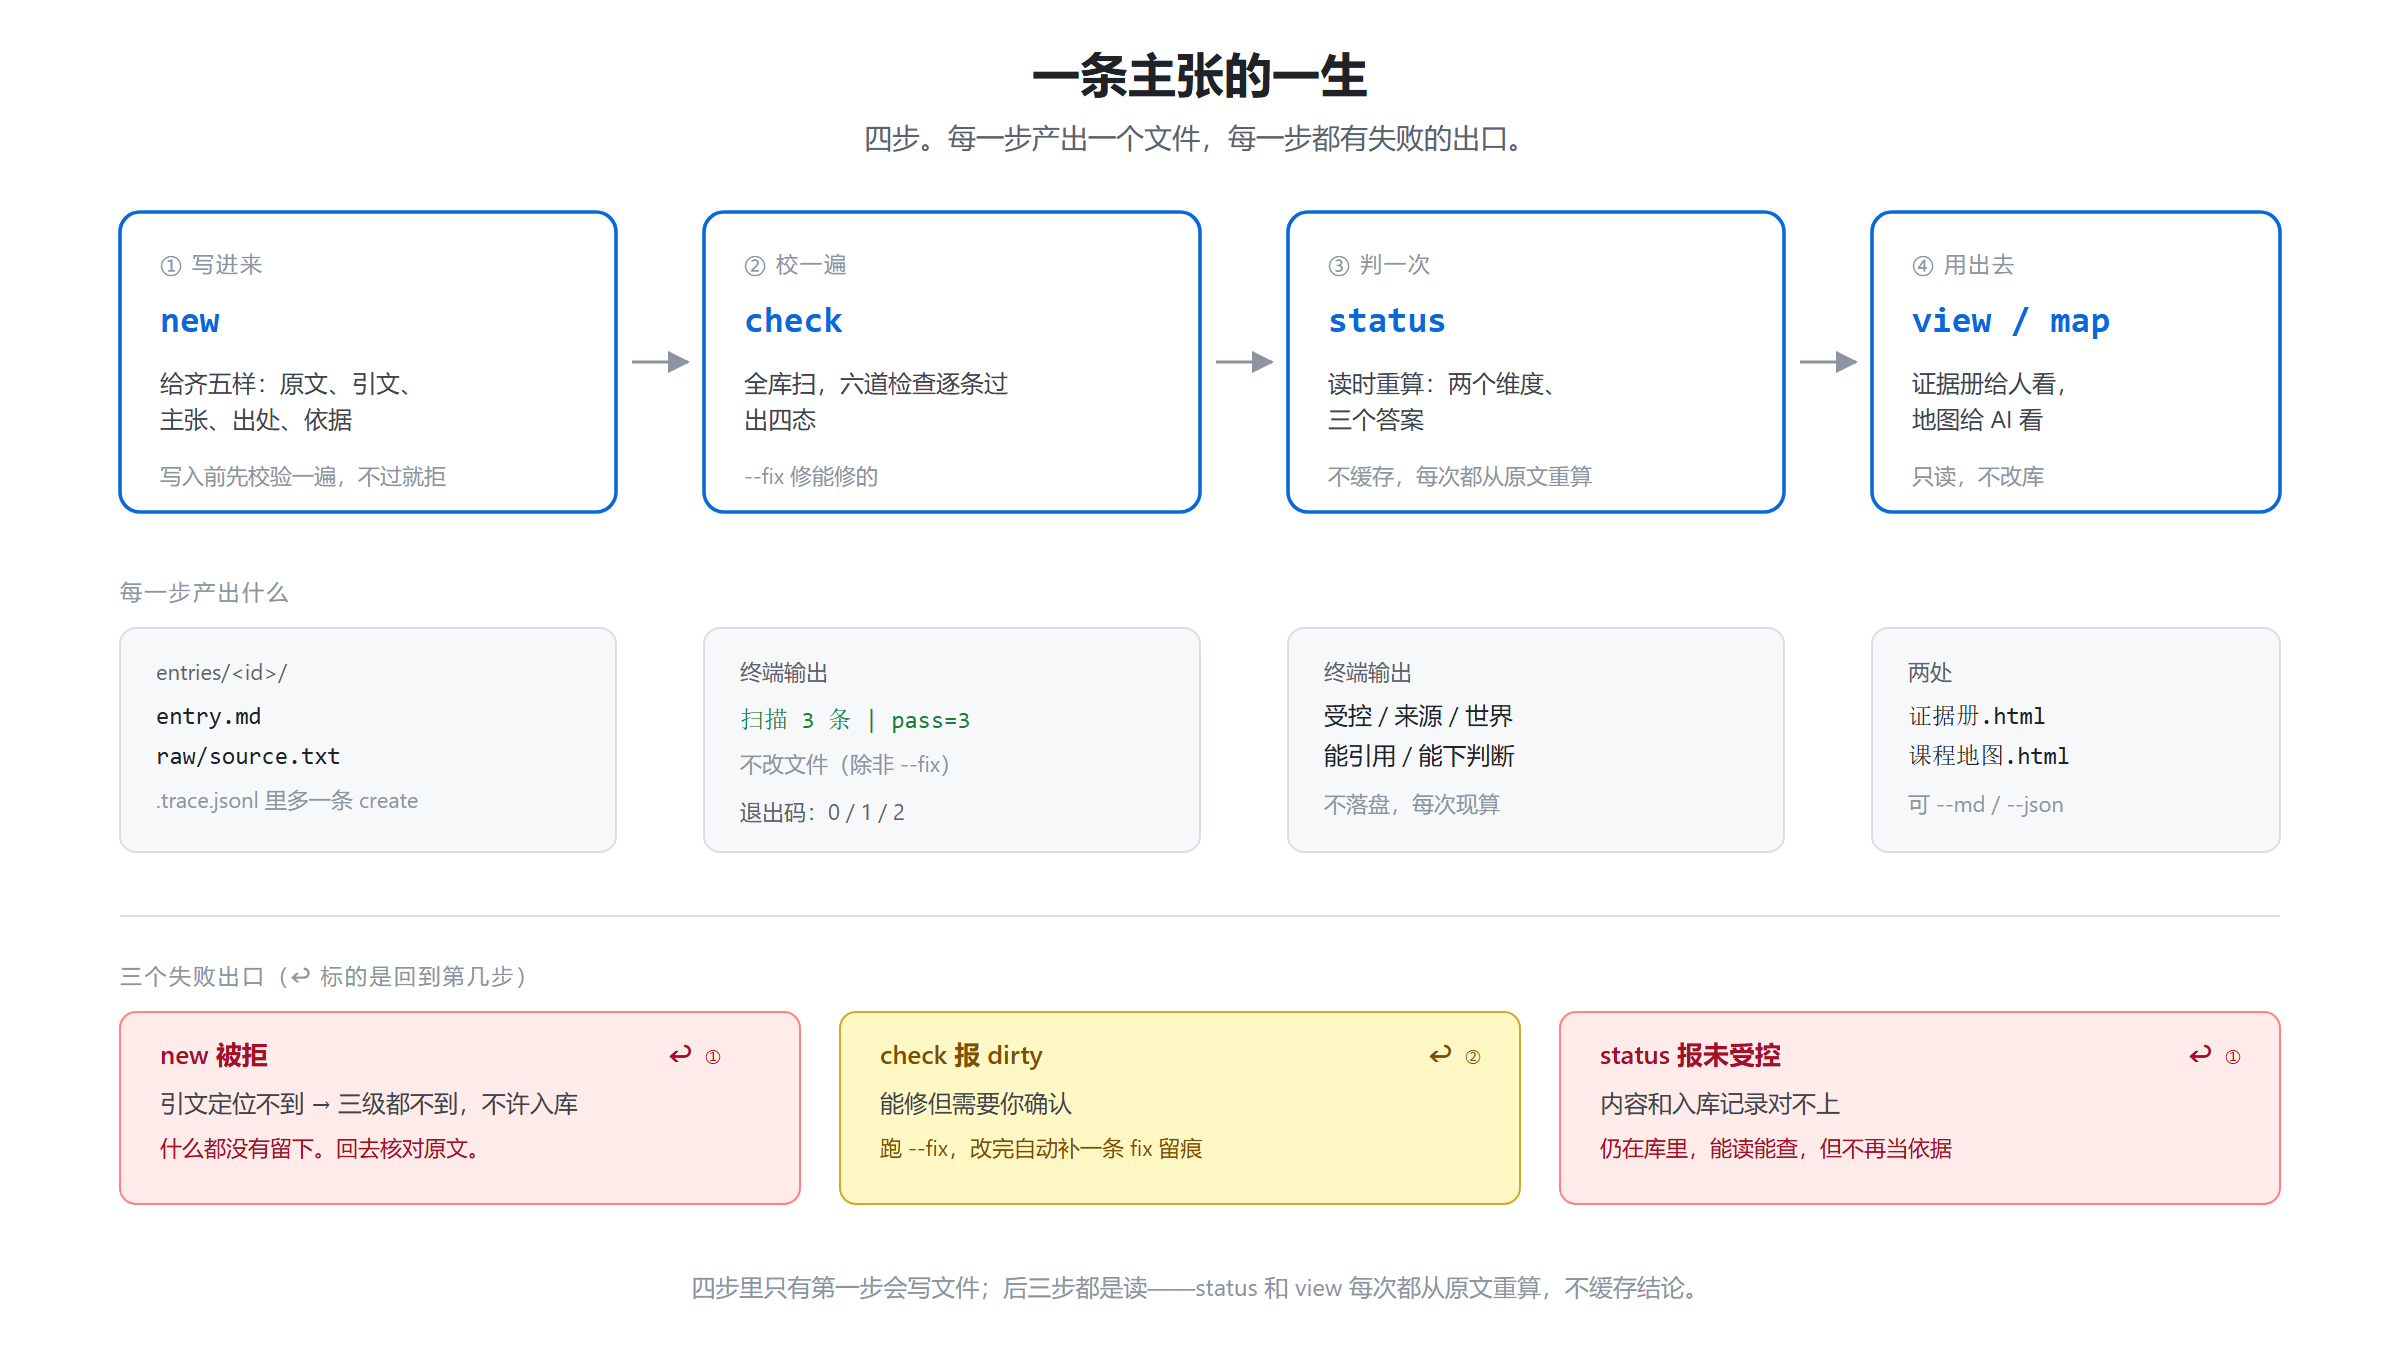 一条主张的一生
四步。每一步产出一个文件，每一步都有失败的出口。
① 写进来
new
给齐五样：原文、引文、
主张、出处、依据
写入前先校验一遍，不过就拒
② 校一遍
check
全库扫，六道检查逐条过
出四态
--fix 修能修的
③ 判一次
status
读时重算：两个维度、
三个答案
不缓存，每次都从原文重算
④ 用出去
view / map
证据册给人看，
地图给 AI 看
只读，不改库
每一步产出什么
entries/<id>/
entry.md
raw/source.txt
.trace.jsonl 里多一条 create
终端输出
扫描 3 条 | pass=3
不改文件（除非 --fix）
退出码：0 / 1 / 2
终端输出
受控 / 来源 / 世界
能引用 / 能下判断
不落盘，每次现算
两处
证据册.html
课程地图.html
可 --md / --json
三个失败出口（↩ 标的是回到第几步）
new 被拒 ↩ ①
引文定位不到 → 三级都不到，不许入库
什么都没有留下。回去核对原文。
check 报 dirty ↩ ②
能修但需要你确认
跑 --fix，改完自动补一条 fix 留痕
status 报未受控 ↩ ①
内容和入库记录对不上
仍在库里，能读能查，但不再当依据
四步里只有第一步会写文件；后三步都是读——status 和 view 每次都从原文重算，不缓存结论。